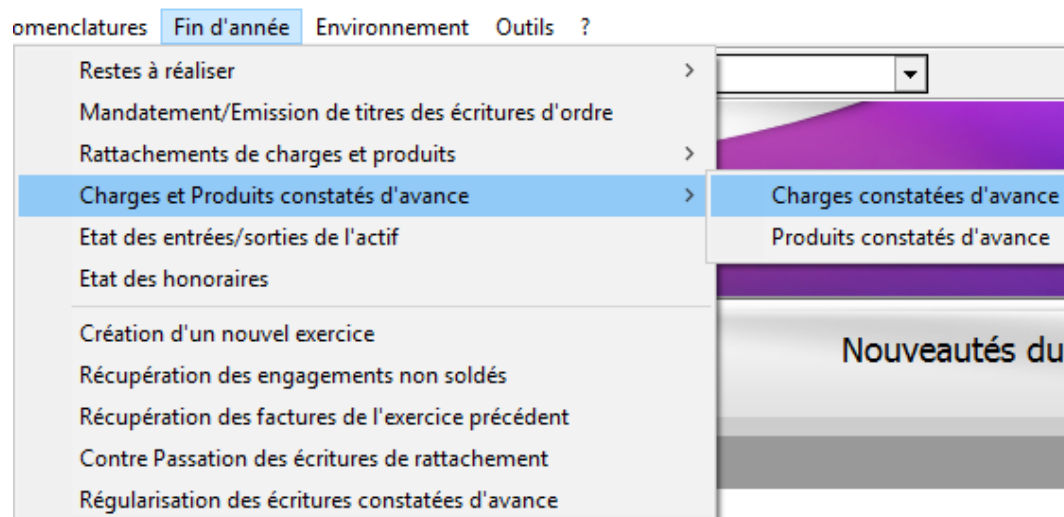 omenclatures Fin d'année Environnement Outils ?
Restes à réaliser
Mandatement/Emission de titres des écritures d'ordre
Rattachements de charges et produits
Charges et Produits constatés d'avance
Charges constatées d'avance
Etat des entrées/sorties de l'actif
Produits constatés d'avance
Etat des honoraires
Création d'un nouvel exercice
Nouveautés du
Récupération des engagements non soldés
Récupération des factures de l'exercice précédent
Contre Passation des écritures de rattachement
Régularisation des écritures constatées d'avance